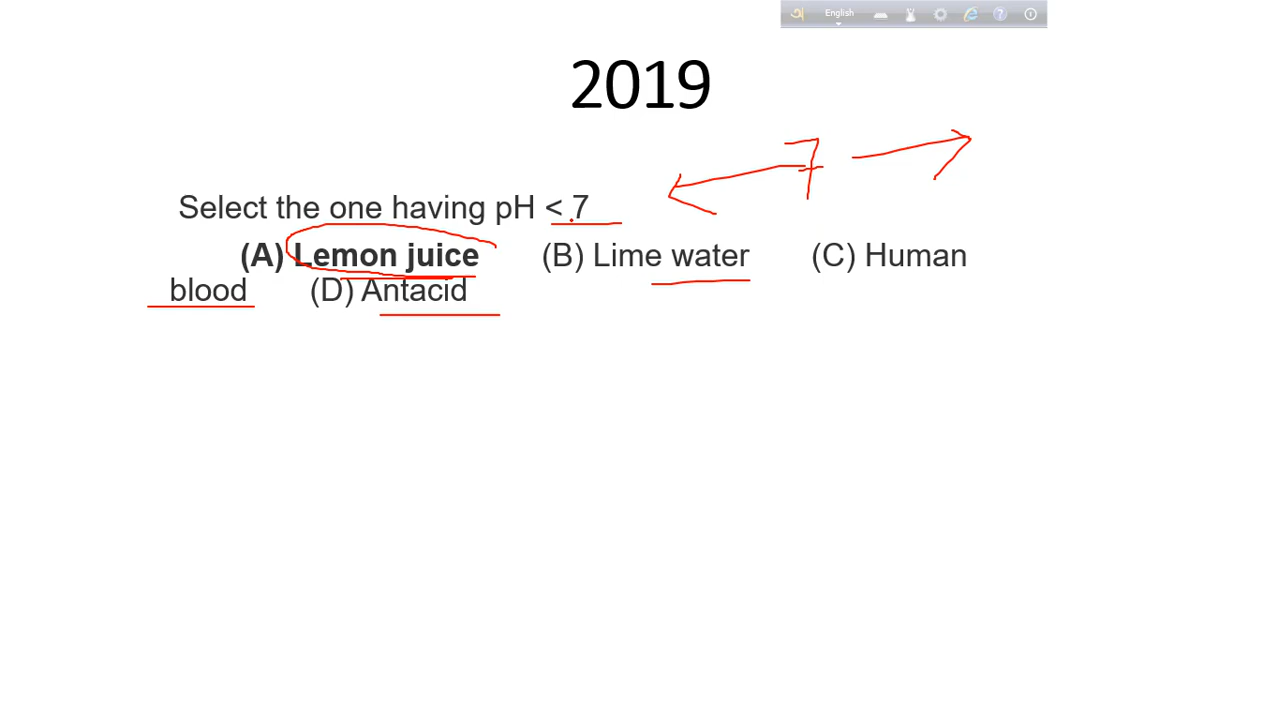 English
2019
7
Select the one having pH < 7
(A) Lemon juice (B) Lime water (C) Human
blood (D) Antacid